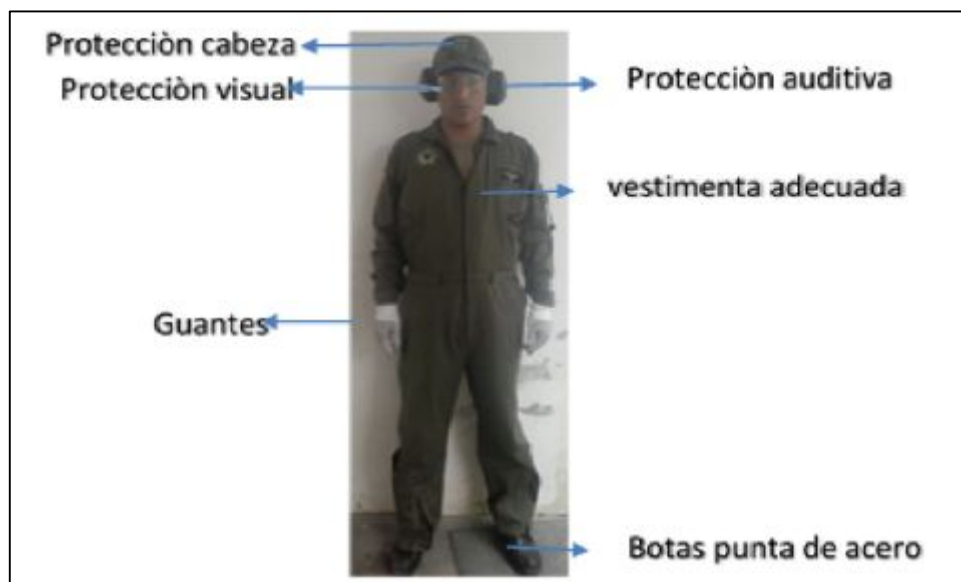 Protecciòn cabeza
Protecciòn visual
Protecciòn auditiva
vestimenta adecuada
Guantes
Botas punta de acero